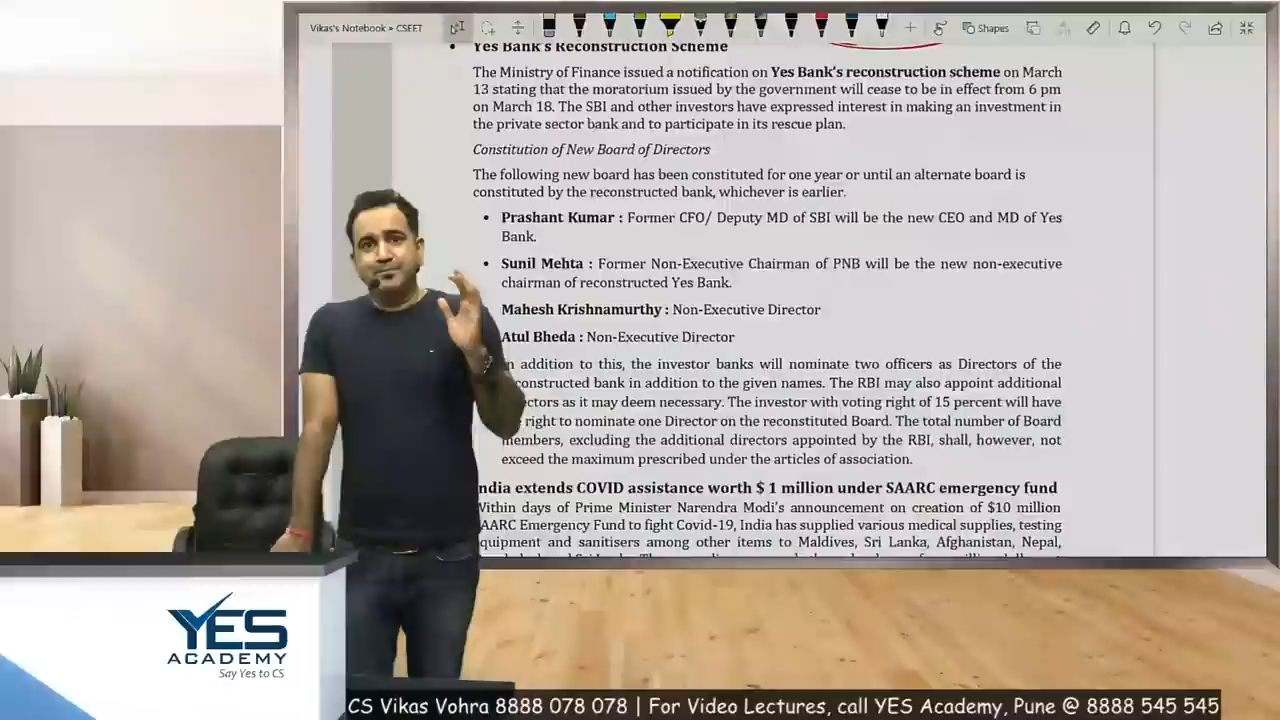 Vikas's Notebook » CSEET
Shapes
Yes Bank's Reconstruction Scheme
The Ministry of Finance issued a notification on Yes Bank's reconstruction scheme on March
13 stating that the moratorium issued by the government will cease to be in effect from 6 pm
on March 18. The SBI and other investors have expressed interest in making an investment in
the private sector bank and to participate in its rescue plan.
Constitution of New Board of Directors
The following new board has been constituted for one year or until an alternate board is
constituted by the reconstructed bank, whichever is earlier.
• Prashant Kumar : Former CFO/ Deputy MD of SBI will be the new CEO and MD of Yes
Bank.
• Sunil Mehta : Former Non-Executive Chairman of PNB will be the new non-executive
chairman of reconstructed Yes Bank.
Mahesh Krishnamurthy : Non-Executive Director
Atul Bheda : Non-Executive Director
n addition to this, the investor banks will nominate two officers as Directors of the
constructed bank in addition to the given names. The RBI may also appoint additional
ectors as it may deem necessary. The investor with voting right of 15 percent will have
right to nominate one Director on the reconstituted Board. The total number of Board
members, excluding the additional directors appointed by the RBI, shall, however, not
exceed the maximum prescribed under the articles of association.
ndia extends COVID assistance worth $ 1 million under SAARC emergency fund
Within days of Prime Minister Narendra Modi's announcement on creation of $10 million
AARC Emergency Fund to fight Covid-19, India has supplied various medical supplies, testing
quipment and sanitisers among other items to Maldives, Sri Lanka, Afghanistan, Nepal,
YES
ACADEMY
Say Yes to CS
CS Vikas Vohra 8888 078 078 | For Video Lectures, call YES Academy, Pune @ 8888 545 545